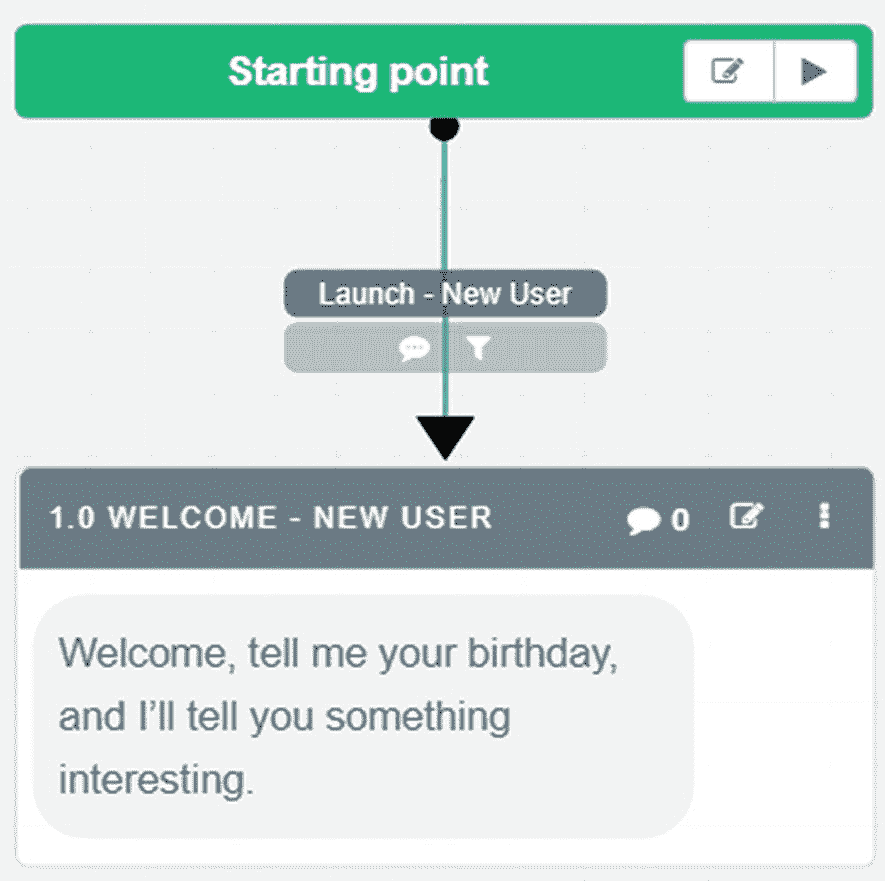 Starting point
Launch - New User
1.0 WELCOME - NEW USER 0
Welcome, tell me your birthday,
and I’ll tell you something
interesting.